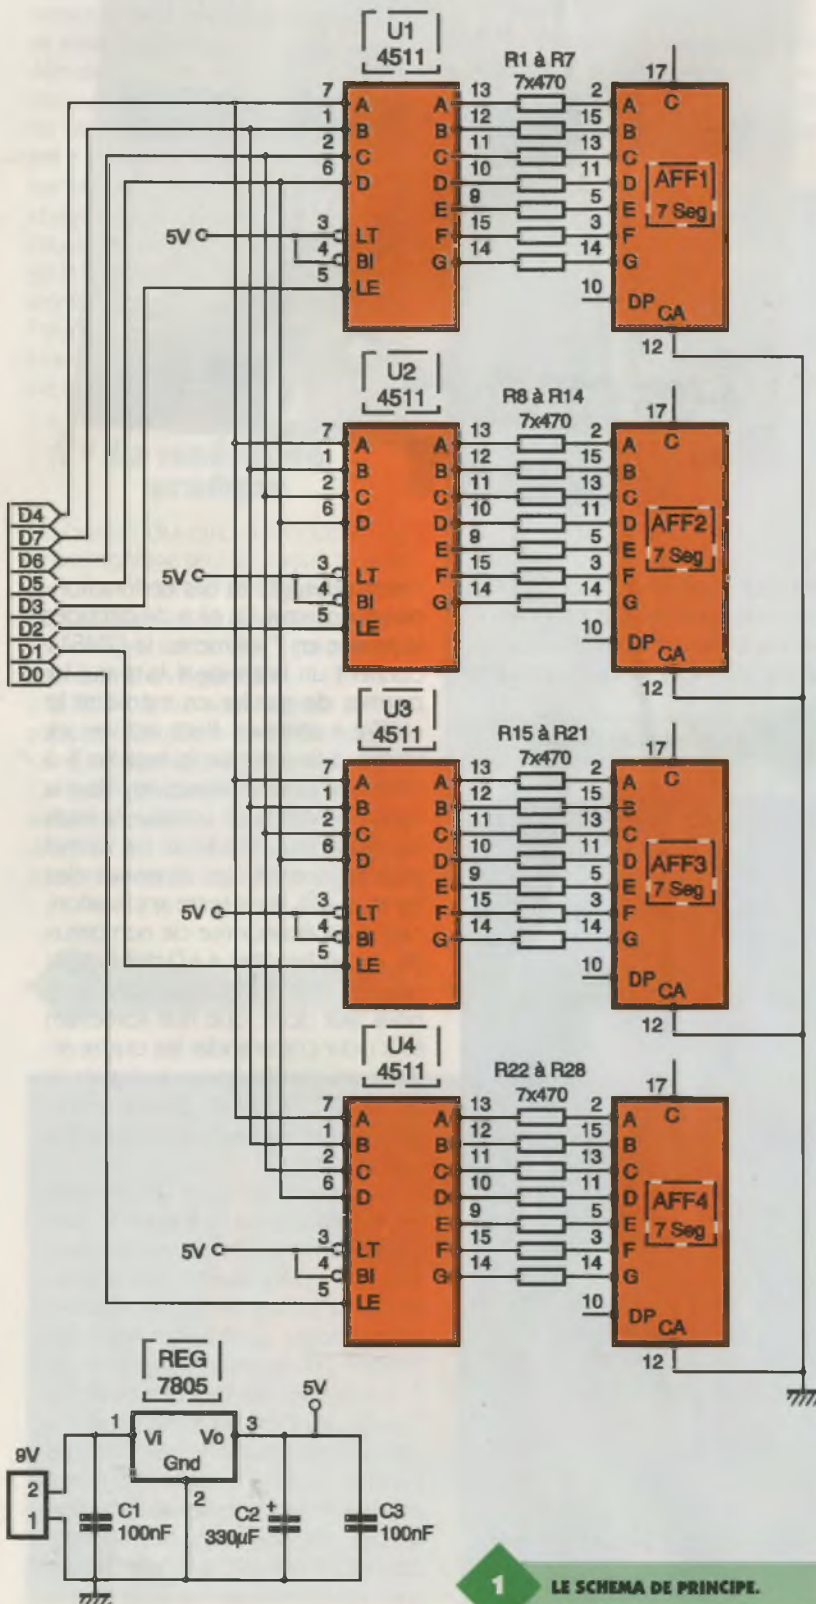 U1
4511
R1 à R7
7x470
17
C
7 A
1 B
2 C
6 D
5V
3 LT
4 BI
5 LE
A 13
B 12
C 11
D 10
E 9
F 15
G 14
2 A
15 B
13 C
11 D
5 E
3 F
14 G
10 DP
CA
12
AFF1
7 Seg
U2
4511
R8 à R14
7x470
17
C
7 A
1 B
2 C
6 D
5V
3 LT
4 BI
5 LE
A 13
B 12
C 11
D 10
E 9
F 15
G 14
2 A
15 B
13 C
11 D
5 E
3 F
14 G
10 DP
CA
12
AFF2
7 Seg
D4
D7
D6
D5
D3
D2
D1
D0
U3
4511
R15 à R21
7x470
17
C
7 A
1 B
2 C
6 D
5V
3 LT
4 BI
5 LE
A 13
B 12
C 11
D 10
E 9
F 15
G 14
2 A
15 B
13 C
11 D
5 E
3 F
14 G
10 DP
CA
12
AFF3
7 Seg
U4
4511
R22 à R28
7x470
17
C
7 A
1 B
2 C
6 D
5V
3 LT
4 BI
5 LE
A 13
B 12
C 11
D 10
E 9
F 15
G 14
2 A
15 B
13 C
11 D
5 E
3 F
14 G
10 DP
CA
12
AFF4
7 Seg
REG
7805
5V
1 Vi Vo 3
Gnd
2
9V
2
1
C1
100nF
C2 +
330µF
C3
100nF
1 LE SCHEMA DE PRINCIPE.